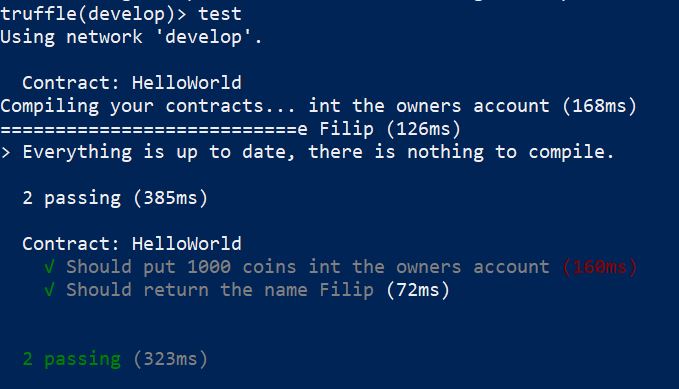 truffle(develop)> test
Using network 'develop'.
Contract: HelloWorld
Compiling your contracts... int the owners account (168ms)
===========================e Filip (126ms)
> Everything is up to date, there is nothing to compile.
2 passing (385ms)
Contract: HelloWorld
√ Should put 1000 coins int the owners account (160ms)
√ Should return the name Filip (72ms)
2 passing (323ms)